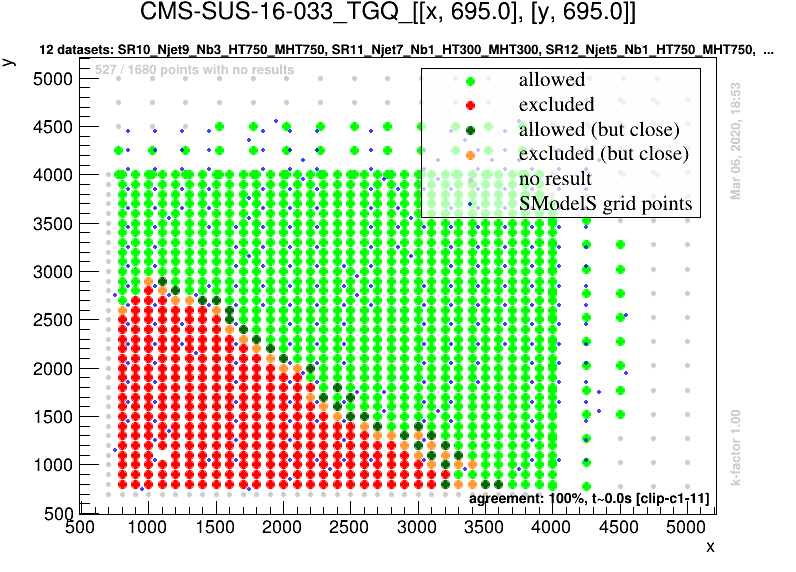 CMS-SUS-16-033_TGQ_[[x, 695.0], [y, 695.0]]
12 datasets: SR10_Njet9_Nb3_HT750_MHT750, SR11_Njet7_Nb1_HT300_MHT300, SR12_Njet5_Nb1_HT750_MHT750, ...
y
527 / 1680 points with no results
allowed
excluded
allowed (but close)
excluded (but close)
no result
SModelS grid points
5000
4500
4000
3500
3000
2500
2000
1500
1000
500
Mar 06, 2020, 18:53
k-factor 1.00
agreement: 100%, t~0.0s [clip-c1-11]
500 1000 1500 2000 2500 3000 3500 4000 4500 5000
x